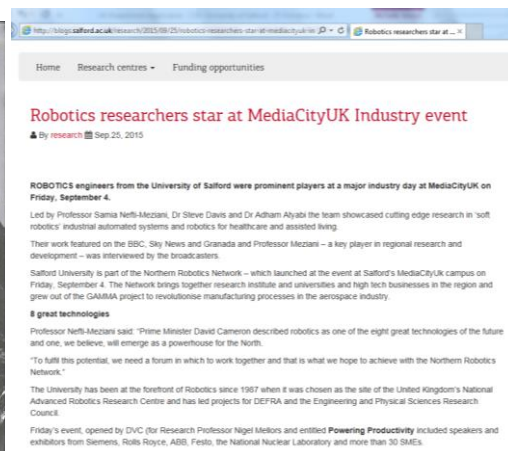 http://blogs.salford.ac.uk/research/2015/09/25/robotics-researchers-star-at-mediacityuk-in
Robotics researchers star at ...
Home Research centres Funding opportunities
Robotics researchers star at MediaCityUK Industry event
By research Sep 25, 2015
ROBOTICS engineers from the University of Salford were prominent players at a major industry day at MediaCityUK on
Friday, September 4.
Led by Professor Samia Nefti-Meziani, Dr Steve Davis and Dr Adham Atyabi the team showcased cutting edge research in 'soft
robotics' industrial automated systems and robotics for healthcare and assisted living.
Their work featured on the BBC, Sky News and Granada and Professor Meziani – a key player in regional research and
development – was interviewed by the broadcasters.
Salford University is part of the Northern Robotics Network – which launched at the event at Salford's MediaCityUk campus on
Friday, September 4. The Network brings together research institute and universities and high tech businesses in the region and
grew out of the GAMMA project to revolutionise manufacturing processes in the aerospace industry.
8 great technologies
Professor Nefti-Meziani said: "Prime Minister David Cameron described robotics as one of the eight great technologies of the future
and one, we believe, will emerge as a powerhouse for the North.
"To fulfil this potential, we need a forum in which to work together and that is what we hope to achieve with the Northern Robotics
Network."
The University has been at the forefront of Robotics since 1987 when it was chosen as the site of the United Kingdom's National
Advanced Robotics Research Centre and has led projects for DEFRA and the Engineering and Physical Sciences Research
Council.
Friday's event, opened by DVC (for Research Professor Nigel Mellors and entitled Powering Productivity included speakers and
exhibitors from Siemens, Rolls Royce, ABB, Festo, the National Nuclear Laboratory and more than 30 SMEs.